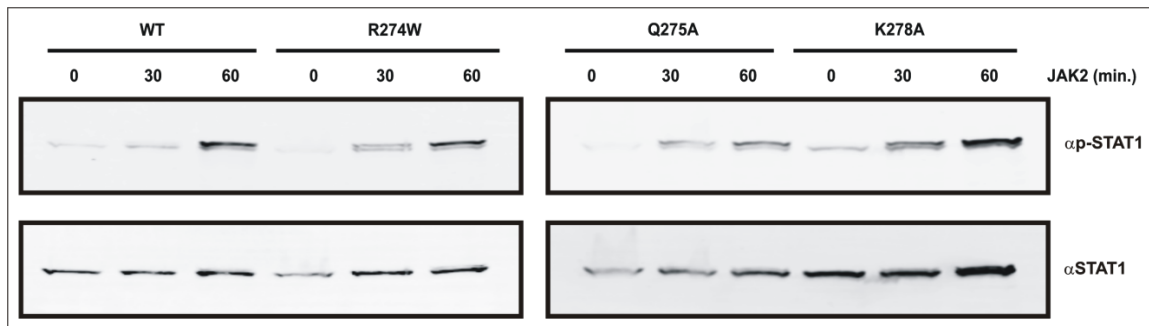 WT R274W Q275A K278A
0 30 60 0 30 60 0 30 60 0 30 60 JAK2 (min.)
αp-STAT1
αSTAT1